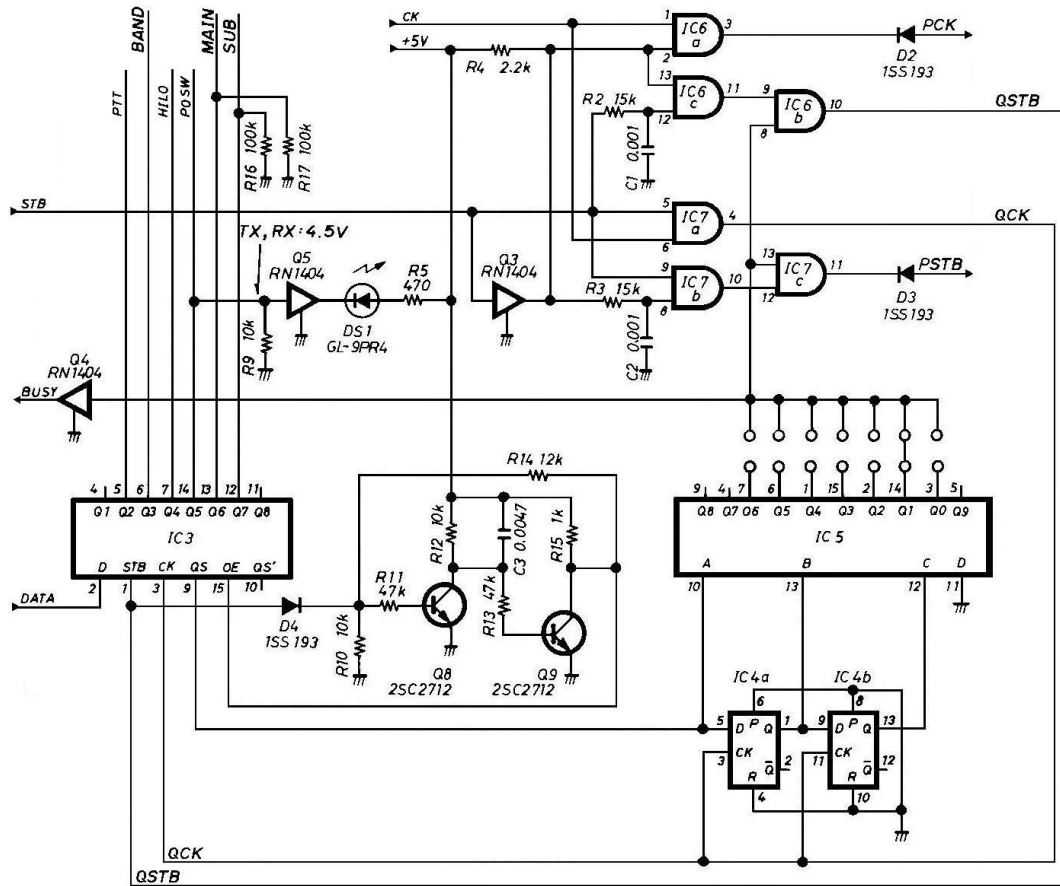 CK
+5V
BAND
MAIN
SUB
PTT
HILO
POSW
R4 2.2k
1
2
3
IC6
a
PCK
D2
1SS193
13
12
11
IC6
c
R2 15k
C1 0.001
9
8
10
IC6
b
QSTB
R16 100k
R17 100k
STB
TX, RX:4.5V
5
6
4
IC7
a
QCK
Q5
RN1404
R5
470
DS1
GL-9PR4
R9 10k
Q3
RN1404
R3 15k
C2 0.001
9
8
10
IC7
b
13
12
11
IC7
c
PSTB
D3
1SS193
Q4
RN1404
BUSY
R14 12k
4 5 6 7 14 13 12 11
Q1 Q2 Q3 Q4 Q5 Q6 Q7 Q8
IC3
D STB CK QS OE QS'
2 1 3 9 15 10
DATA
D4
1SS193
R10 10k
R11
47k
R12 10k
C3 0.0047
R13 47k
R15 1k
Q8
2SC2712
Q9
2SC2712
9 4 7 6 1 15 2 14 3 5
Q8 Q7 Q6 Q5 Q4 Q3 Q2 Q1 Q0 Q9
IC5
A B C D
10 13 12 11
IC4a
6
5 D P Q 1
CK
3
Q 2
R
4
IC4b
8
9 D P Q 13
CK
11
Q 12
R
10
QCK
QSTB